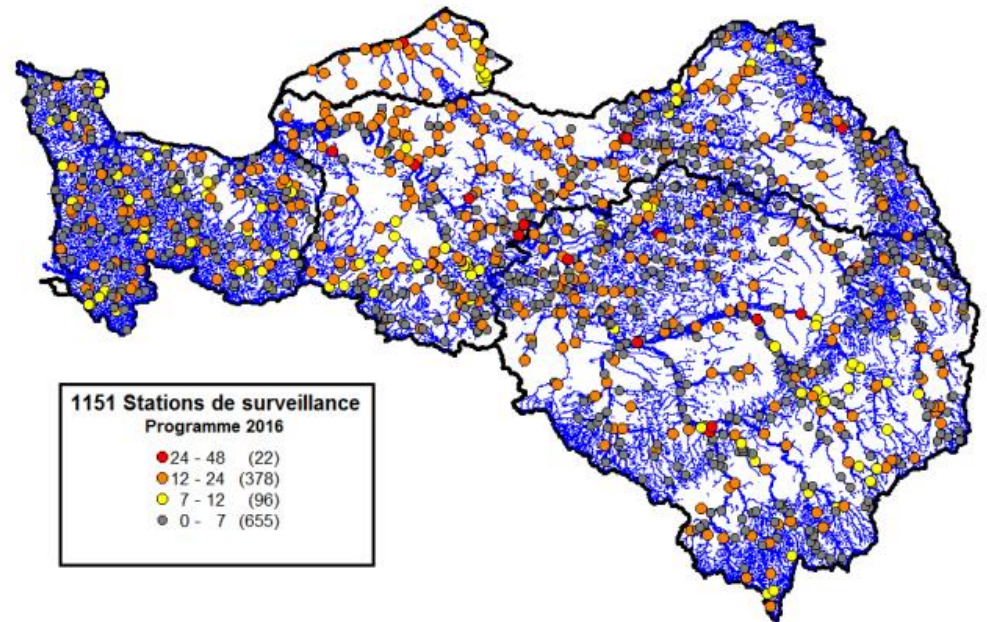 1151 Stations de surveillance
Programme 2016
24 - 48 (22)
12 - 24 (378)
7 - 12 (96)
0 - 7 (655)